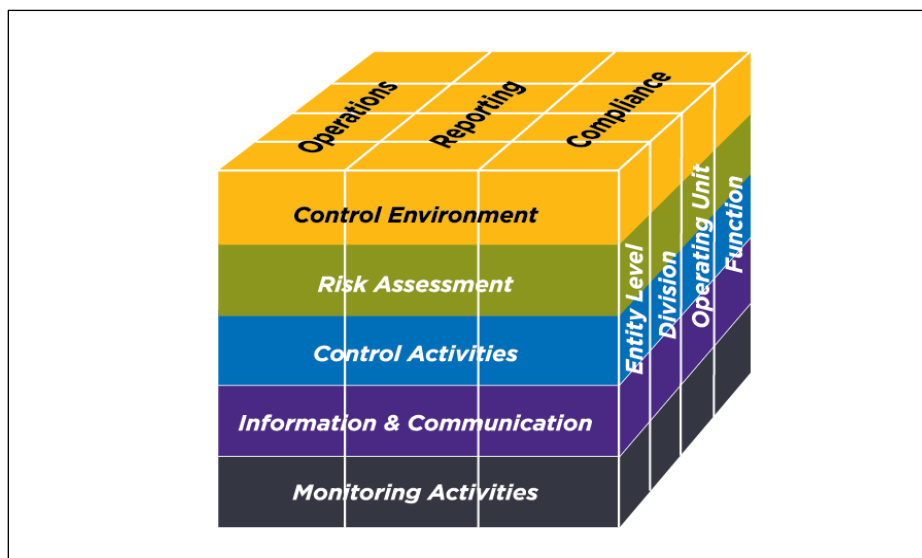 Operations
Reporting
Compliance
Control Environment
Risk Assessment
Control Activities
Information & Communication
Monitoring Activities
Entity Level
Division
Operating Unit
Function